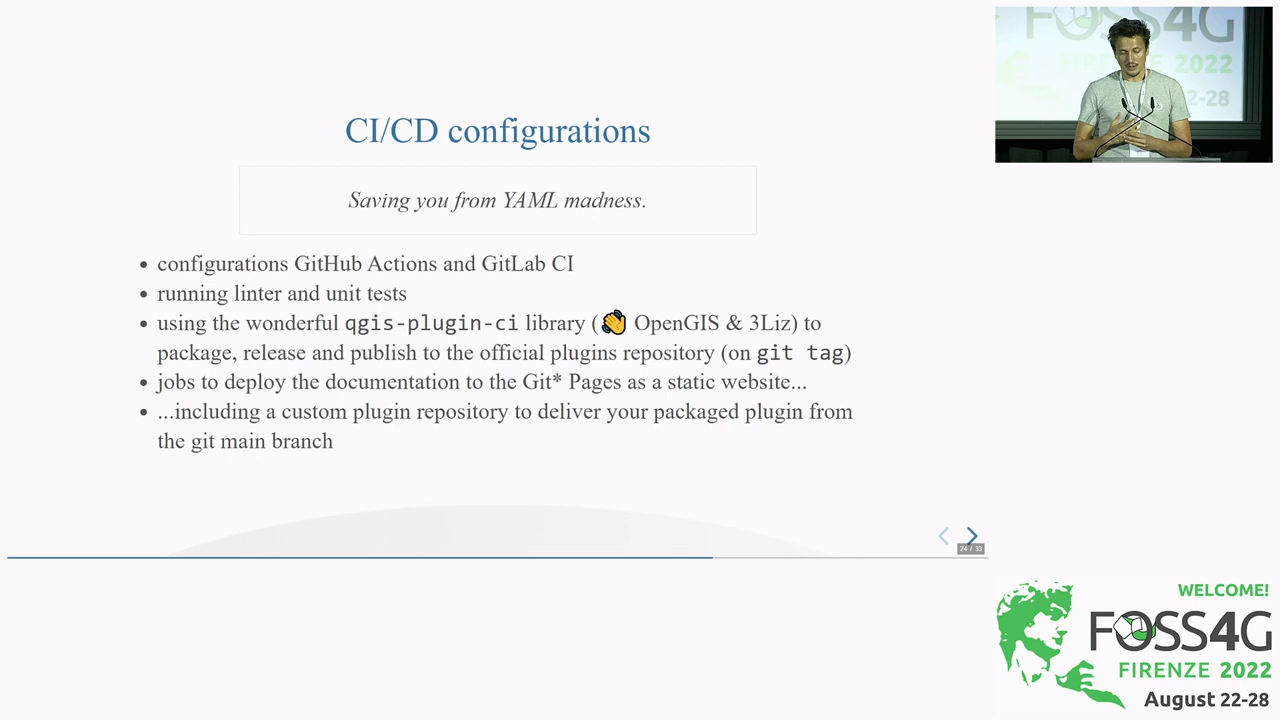 CI/CD configurations
Saving you from YAML madness.
• configurations GitHub Actions and GitLab CI
• running linter and unit tests
• using the wonderful qgis-plugin-ci library (👏 OpenGIS & 3Liz) to
package, release and publish to the official plugins repository (on git tag)
• jobs to deploy the documentation to the Git* Pages as a static website...
• ...including a custom plugin repository to deliver your packaged plugin from
the git main branch
24 / 33
FOSS4G
FIRENZE 2022
22-28
WELCOME!
FOSS4G
FIRENZE 2022
August 22-28